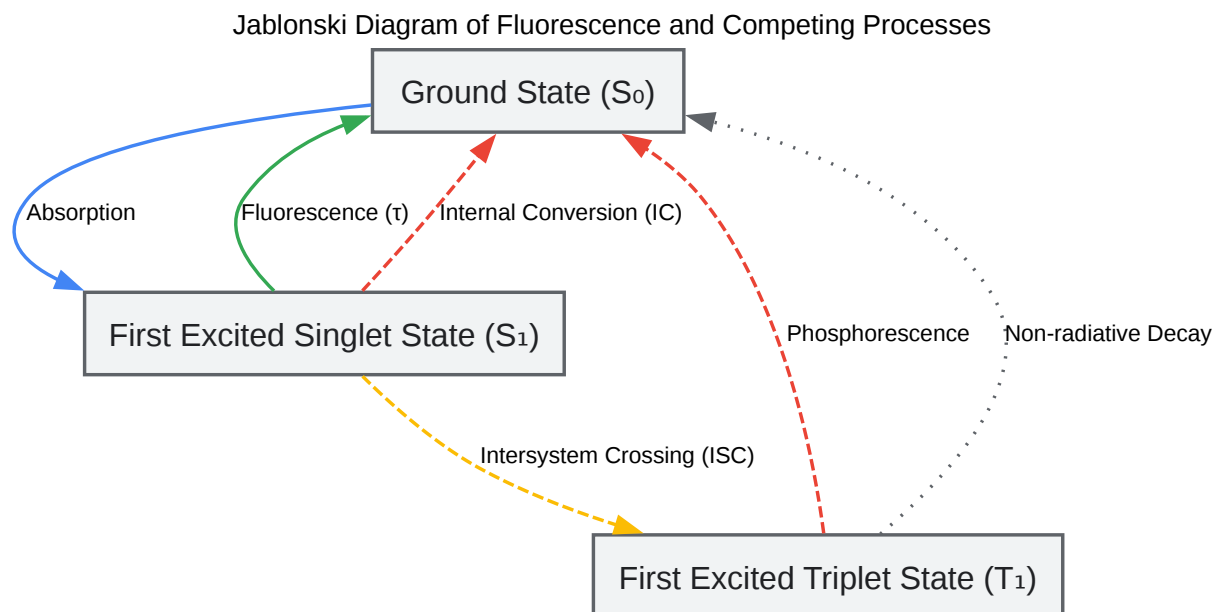 Jablonski Diagram of Fluorescence and Competing Processes
Ground State (S₀)
Absorption
Fluorescence (τ)
Internal Conversion (IC)
First Excited Singlet State (S₁)
Phosphorescence
Non-radiative Decay
Intersystem Crossing (ISC)
First Excited Triplet State (T₁)